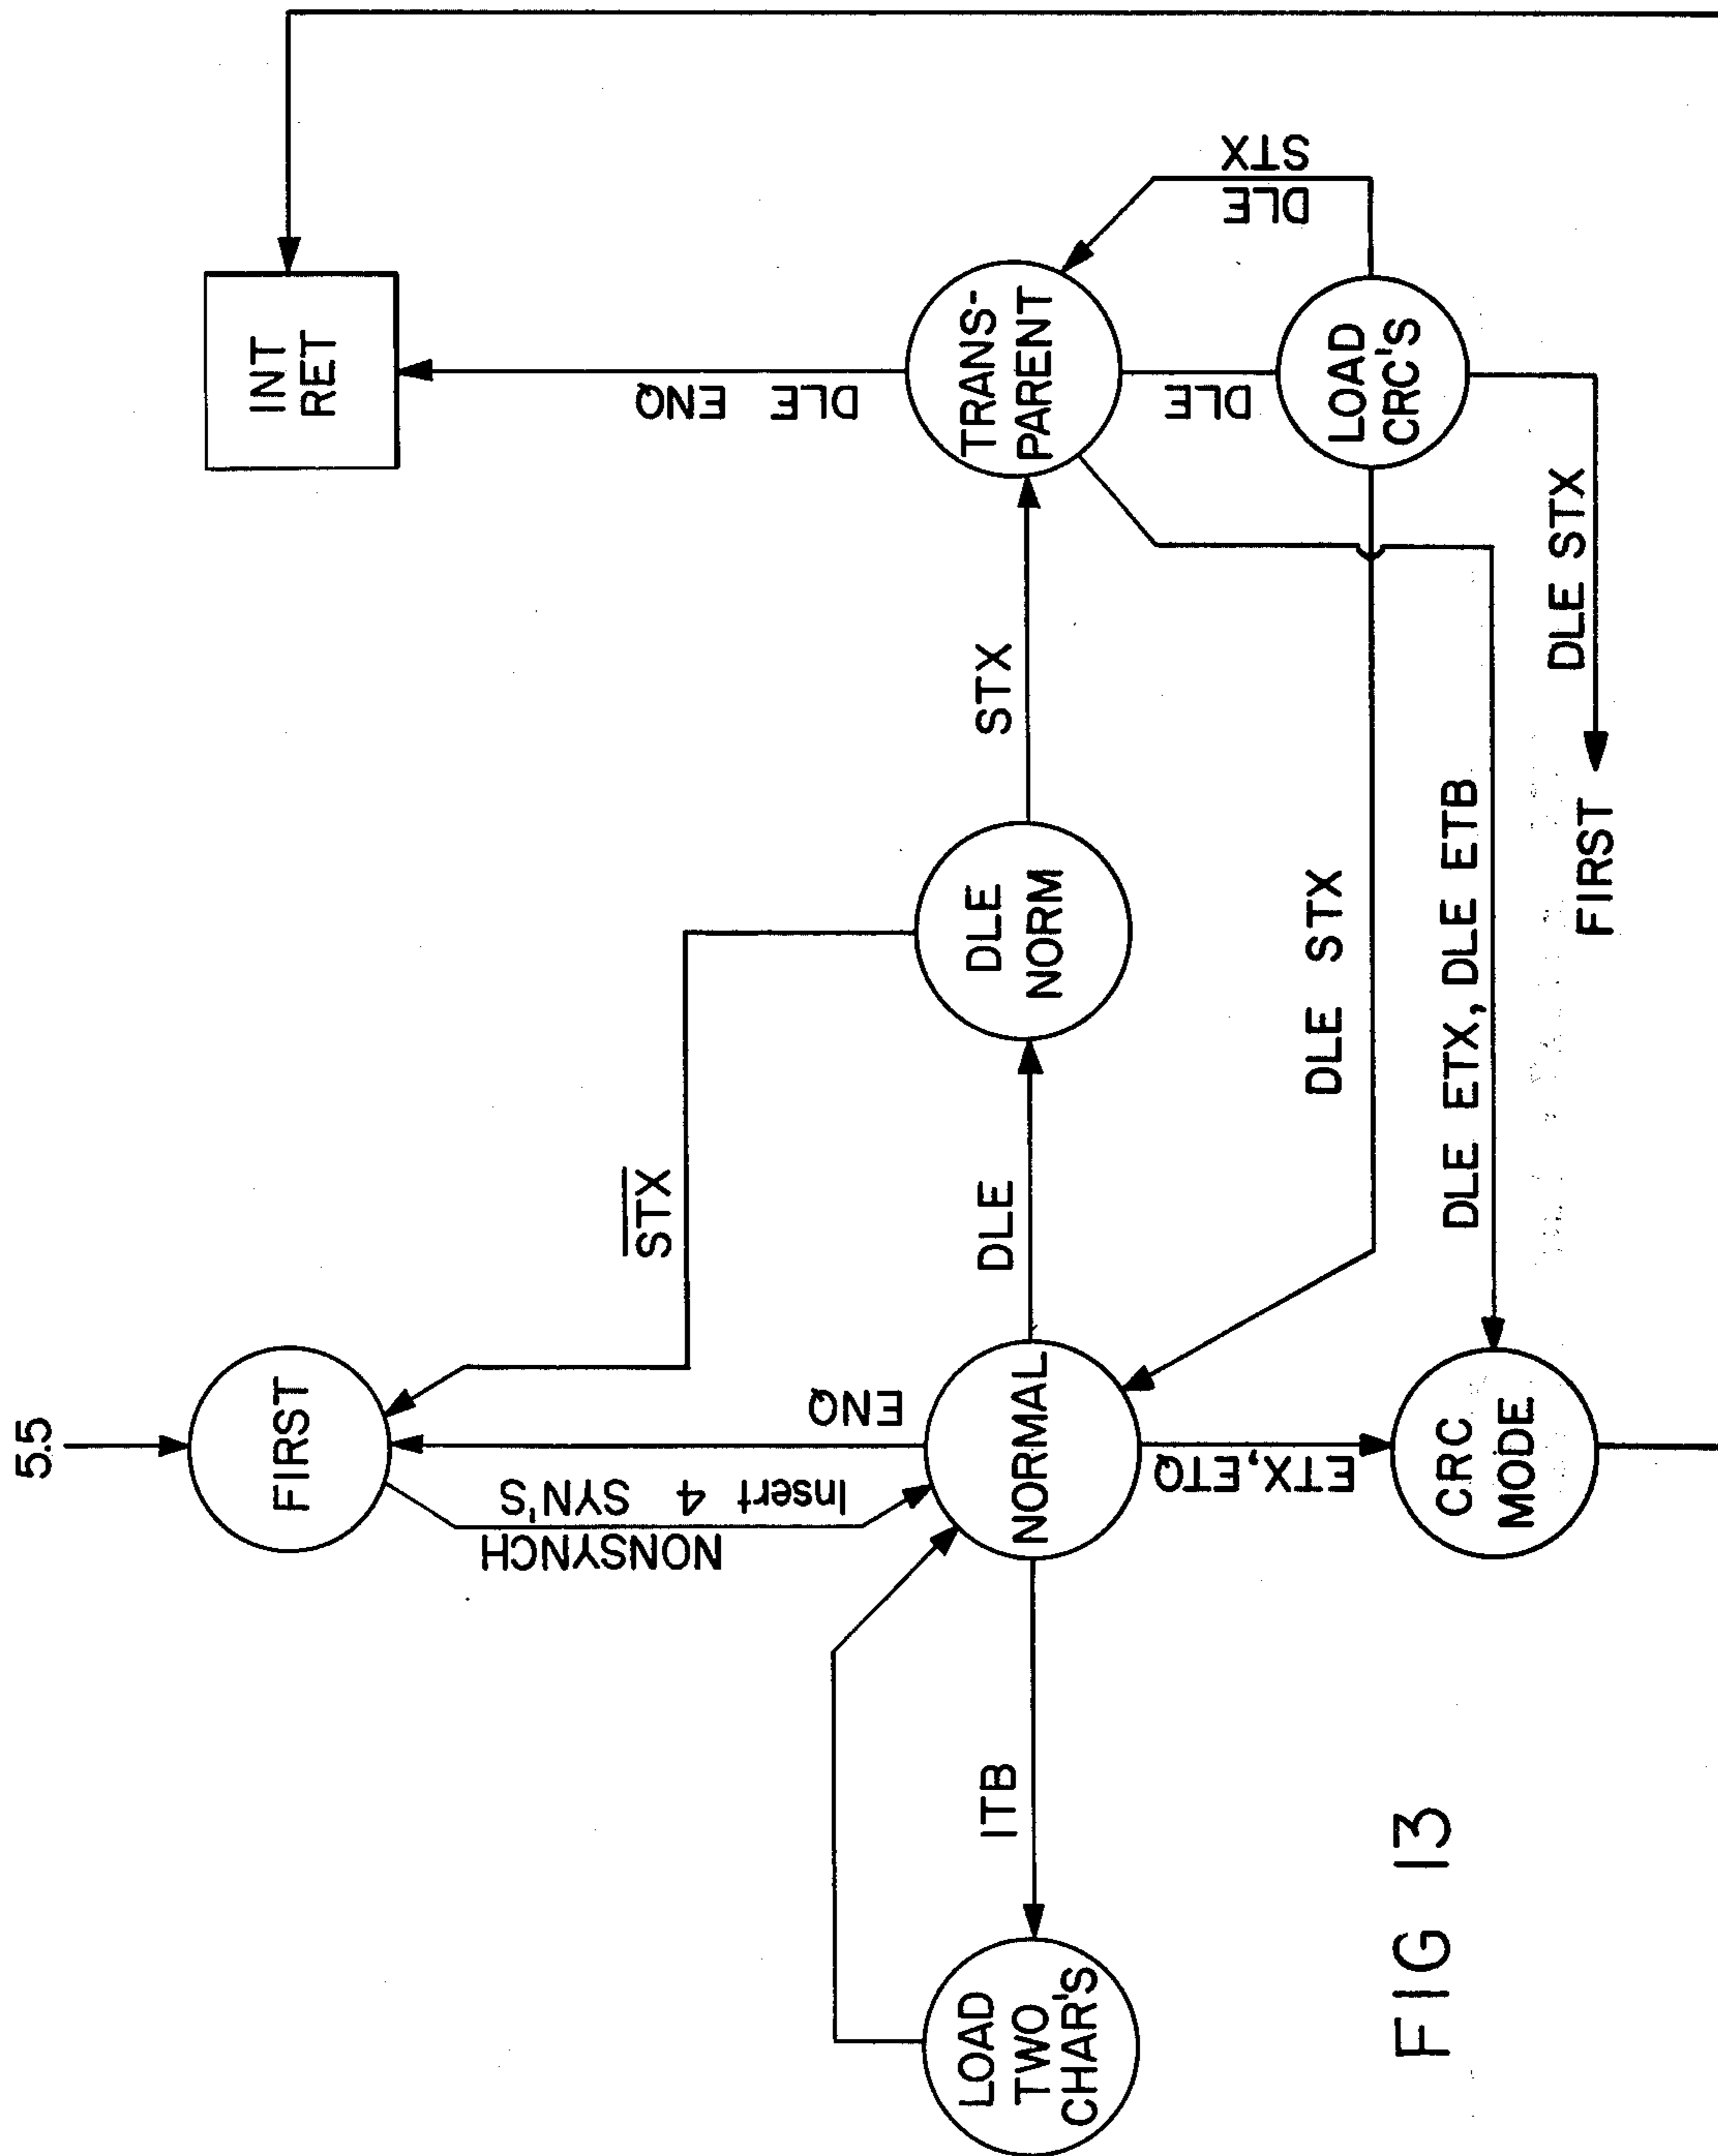 5.5
FIRST
INT
RET
NONSYNCH
Insert 4 SYN'S
ENQ
STX
DLE ENQ
LOAD
TWO
CHAR'S
ITB
NORMAL
DLE
DLE
NORM
STX
TRANS-
PARENT
ETX,ETQ
DLE STX
DLE
DLE
STX
LOAD
CRC'S
CRC
MODE
DLE ETX, DLE ETB
DLE STX
FIRST
FIG 13